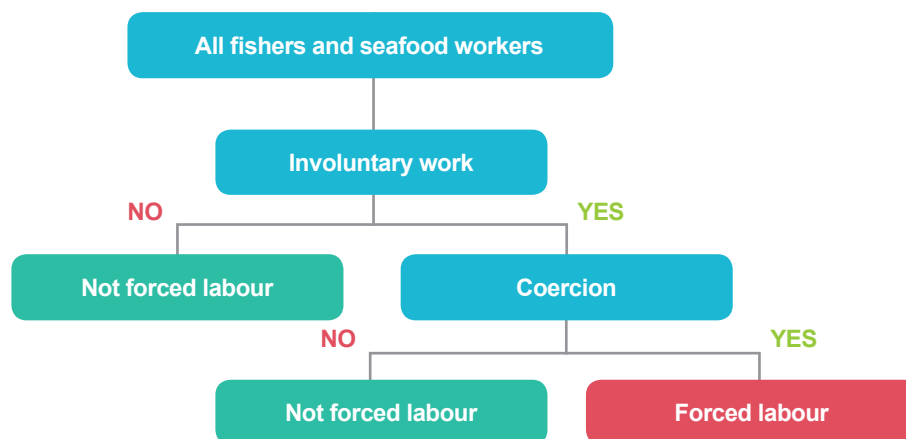 All fishers and seafood workers
Involuntary work
NO
YES
Not forced labour
Coercion
NO
YES
Not forced labour
Forced labour